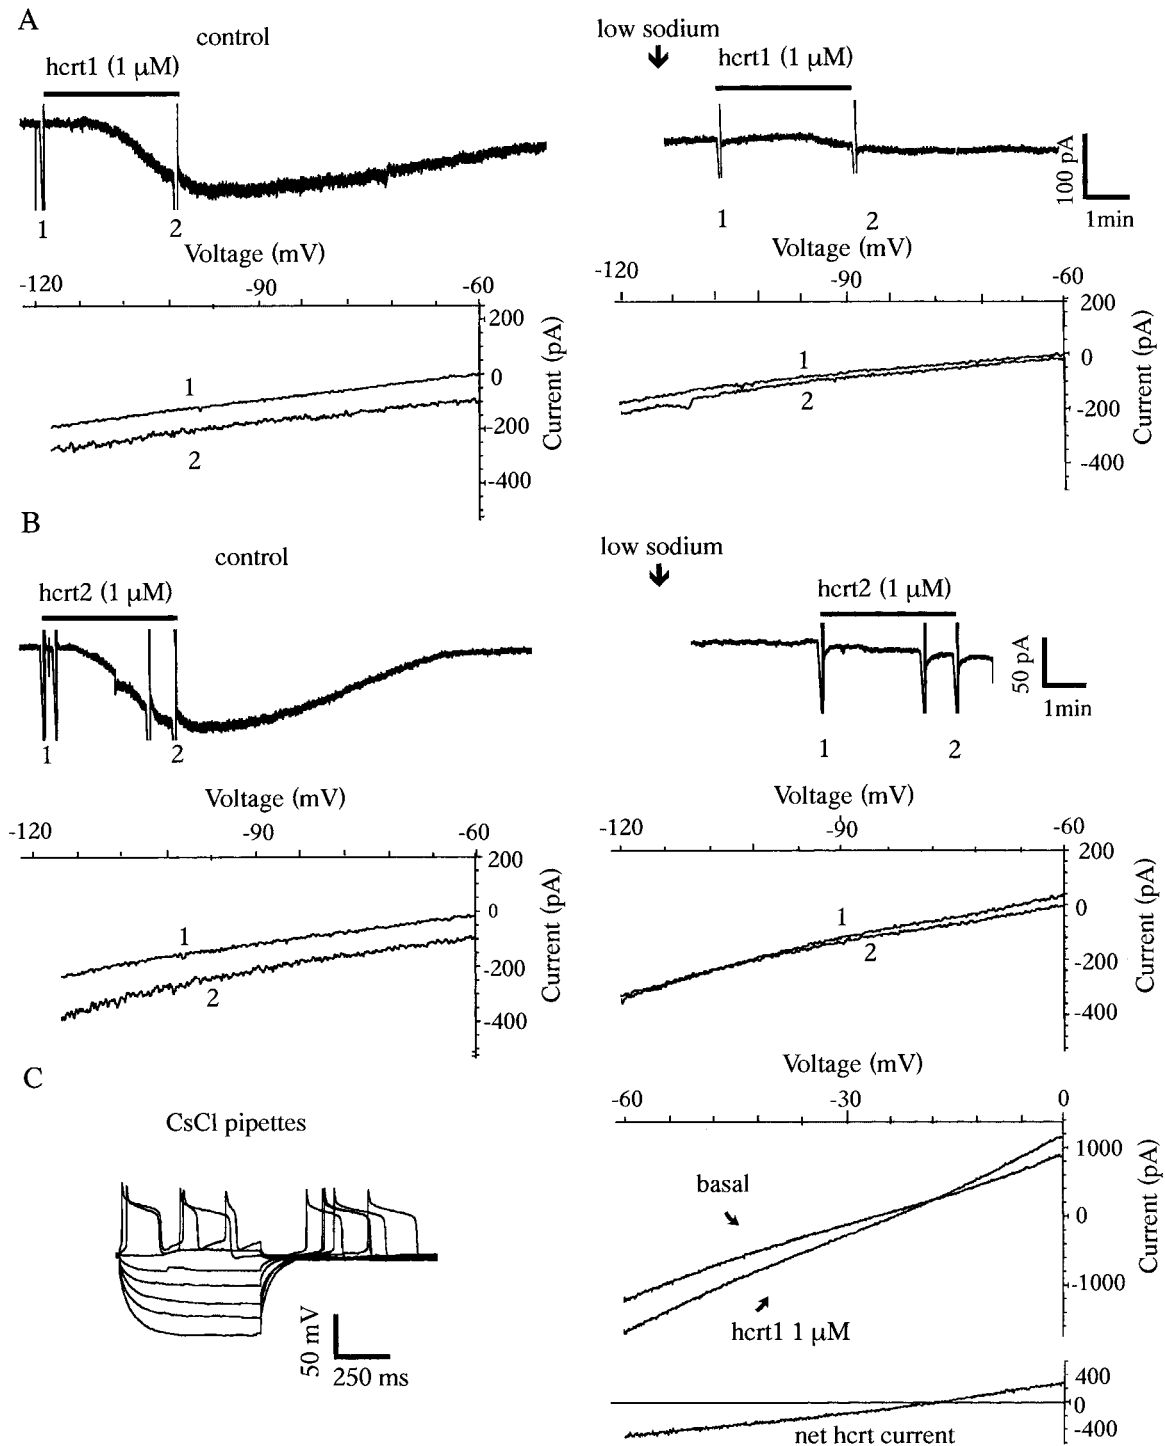 A
control
hcrt1 (1 μM)
1
2
low sodium
hcrt1 (1 μM)
1
2
100 pA
1min
Voltage (mV)
-120
-90
-60
200
0
-200
-400
Current (pA)
1
2
Voltage (mV)
-120
-90
-60
200
0
-200
-400
Current (pA)
1
2
B
control
hcrt2 (1 μM)
1
2
low sodium
hcrt2 (1 μM)
1
2
50 pA
1min
Voltage (mV)
-120
-90
-60
200
0
-200
-400
Current (pA)
1
2
Voltage (mV)
-120
-90
-60
200
0
-200
-400
Current (pA)
1
2
C
CsCl pipettes
50 mV
250 ms
Voltage (mV)
-60
-30
0
1000
0
-1000
Current (pA)
basal
hcrt1 1 μM
400
0
-400
net hcrt current